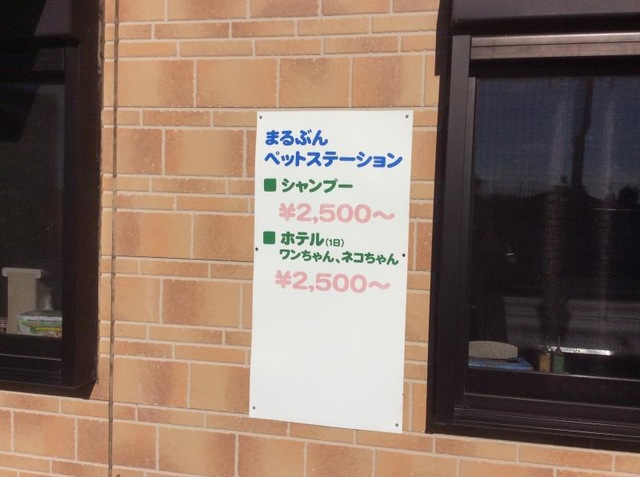 まるぶん
ペットステーション
■ シャンプー
¥2,500〜
■ ホテル(1日)
ワンちゃん、ネコちゃん
¥2,500〜